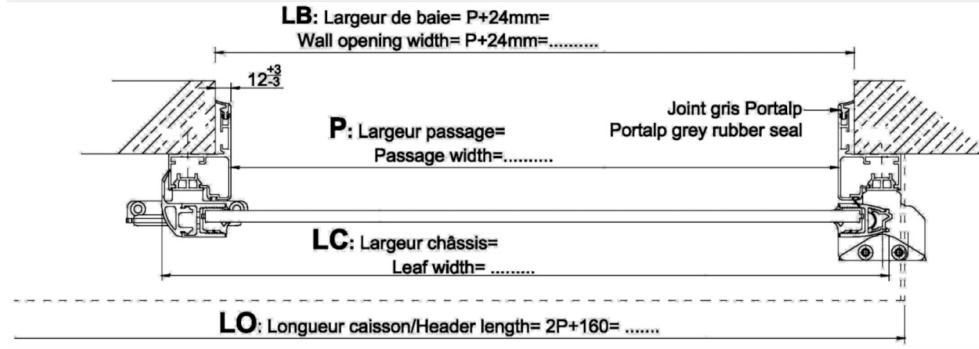 LB: Largeur de baie= P+24mm=
Wall opening width= P+24mm=..........
12+3-3
Joint gris Portalp
Portalp grey rubber seal
P: Largeur passage=
Passage width=..........
LC: Largeur châssis=
Leaf width= .........
LO: Longueur caisson/Header length= 2P+160= .......